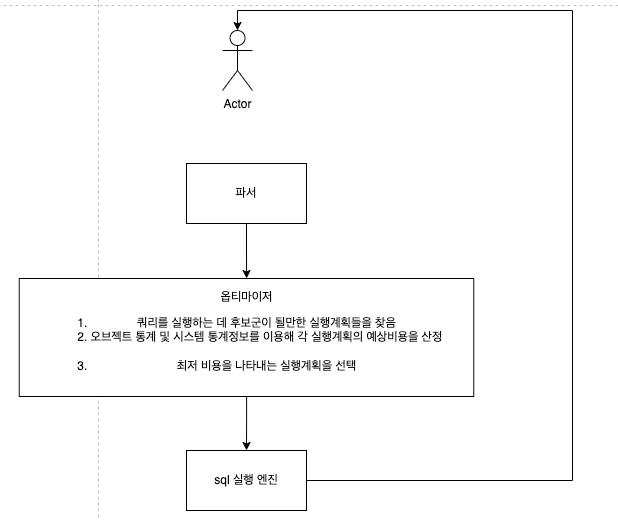 Actor
파서
옵티마이저
1. 쿼리를 실행하는 데 후보군이 될만한 실행계획들을 찾음
2. 오브젝트 통계 및 시스템 통계정보를 이용해 각 실행계획의 예상비용을 산정
3. 최저 비용을 나타내는 실행계획을 선택
sql 실행 엔진